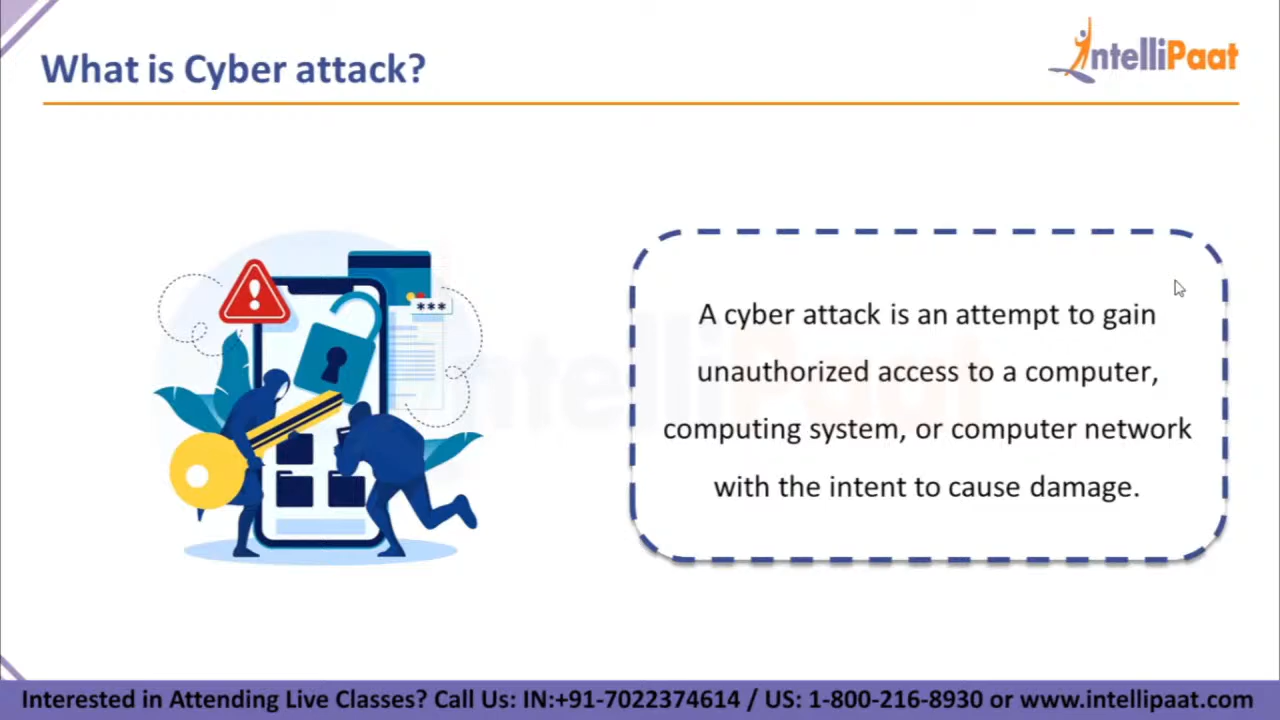 What is Cyber attack?
IntelliPaat
***
A cyber attack is an attempt to gain
unauthorized access to a computer,
computing system, or computer network
with the intent to cause damage.
Interested in Attending Live Classes? Call Us: IN:+91-7022374614 / US: 1-800-216-8930 or www.intellipaat.com